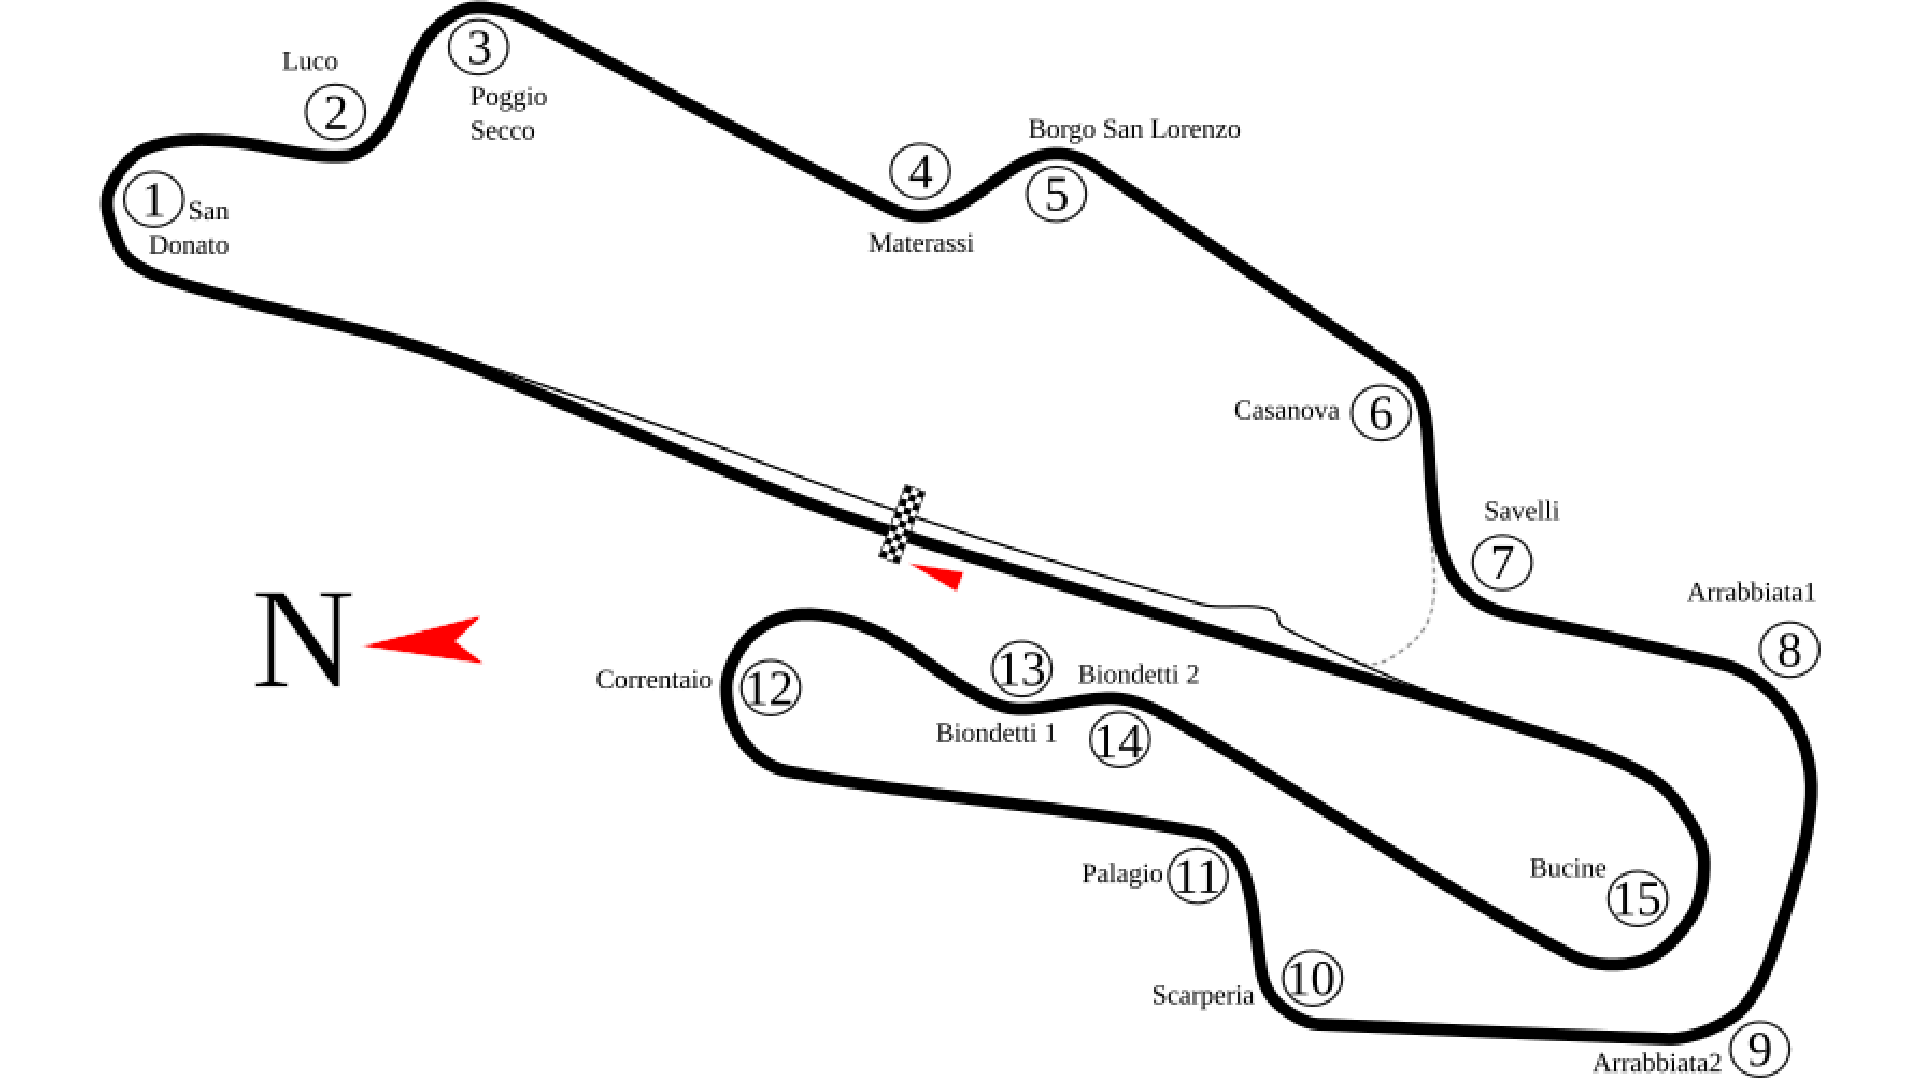 3
Luco
Poggio
2
Secco
Borgo San Lorenzo
4
1
San
5
Donato
Materassi
Casanova
6
Savelli
7
Arrabbiata1
N
8
13
Biondetti 2
Correntaio
12
Biondetti 1
14
Bucine
Palagio
11
15
10
Scarperia
9
Arrabbiata2